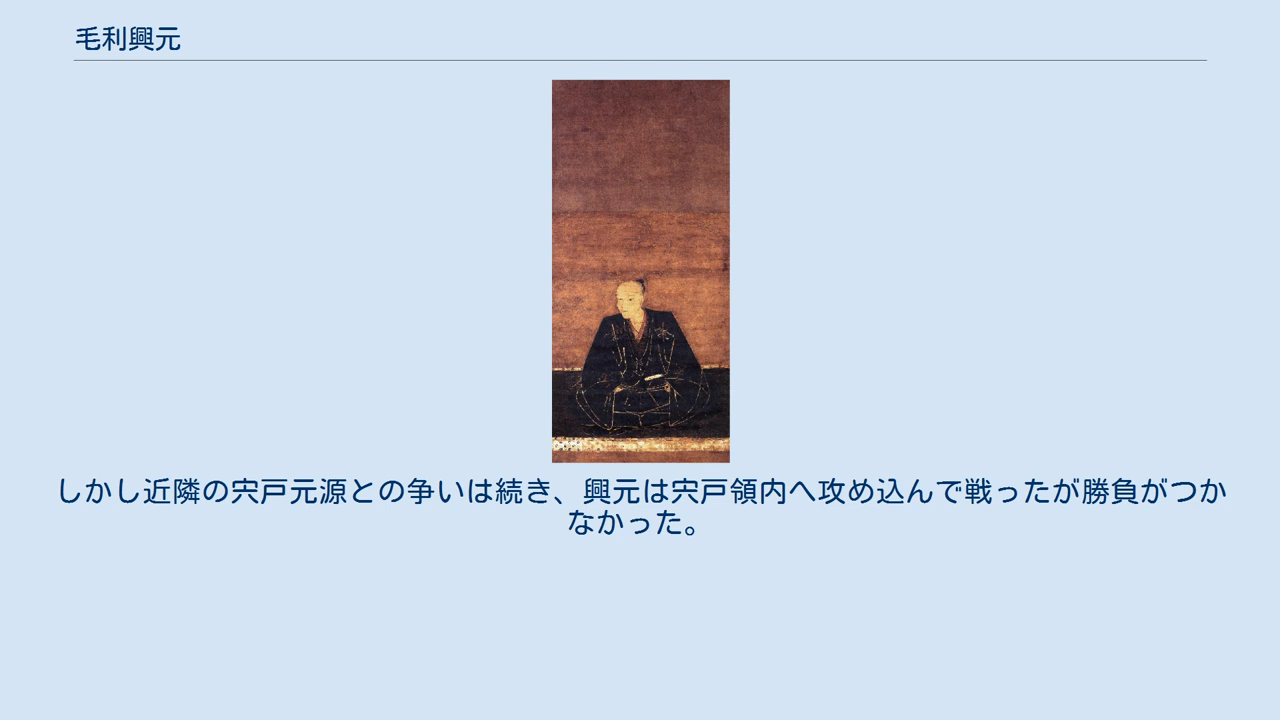 毛利興元
しかし近隣の宍戸元源との争いは続き、興元は宍戸領内へ攻め込んで戦ったが勝負がつか
なかった。